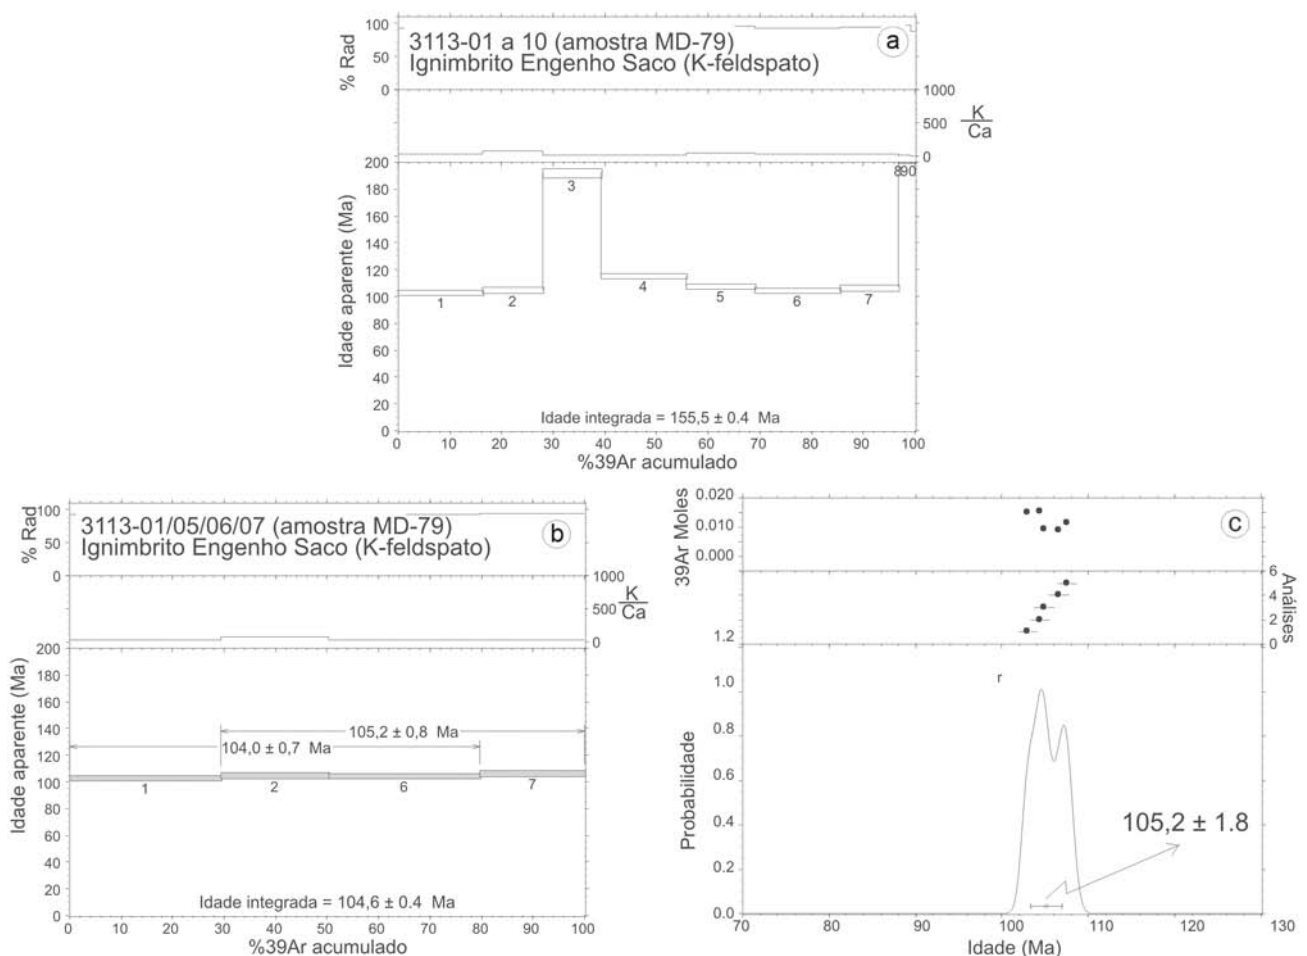 3113-01 a 10 (amostra MD-79)
Ignimbrito Engenho Saco (K-feldspato)
a
% Rad
100
50
0
1000
500
0
K
Ca
Idade aparente (Ma)
200
180
160
140
120
100
80
60
40
20
0
1
2
3
4
5
6
7
Idade integrada = 155,5 ± 0.4 Ma
0 10 20 30 40 50 60 70 80 90 100
%39Ar acumulado
3113-01/05/06/07 (amostra MD-79)
Ignimbrito Engenho Saco (K-feldspato)
b
% Rad
100
50
0
1000
500
0
K
Ca
Idade aparente (Ma)
200
180
160
140
120
100
80
60
40
20
0
105,2 ± 0,8 Ma
104,0 ± 0,7 Ma
1
2
6
7
Idade integrada = 104,6 ± 0.4 Ma
0 10 20 30 40 50 60 70 80 90 100
%39Ar acumulado
c
39Ar Moles
0.020
0.010
0.000
Análises
6
4
2
0
Probabilidade
1.2
1.0
0.8
0.6
0.4
0.2
0.0
r
105,2 ± 1.8
70 80 90 100 110 120 130
Idade (Ma)